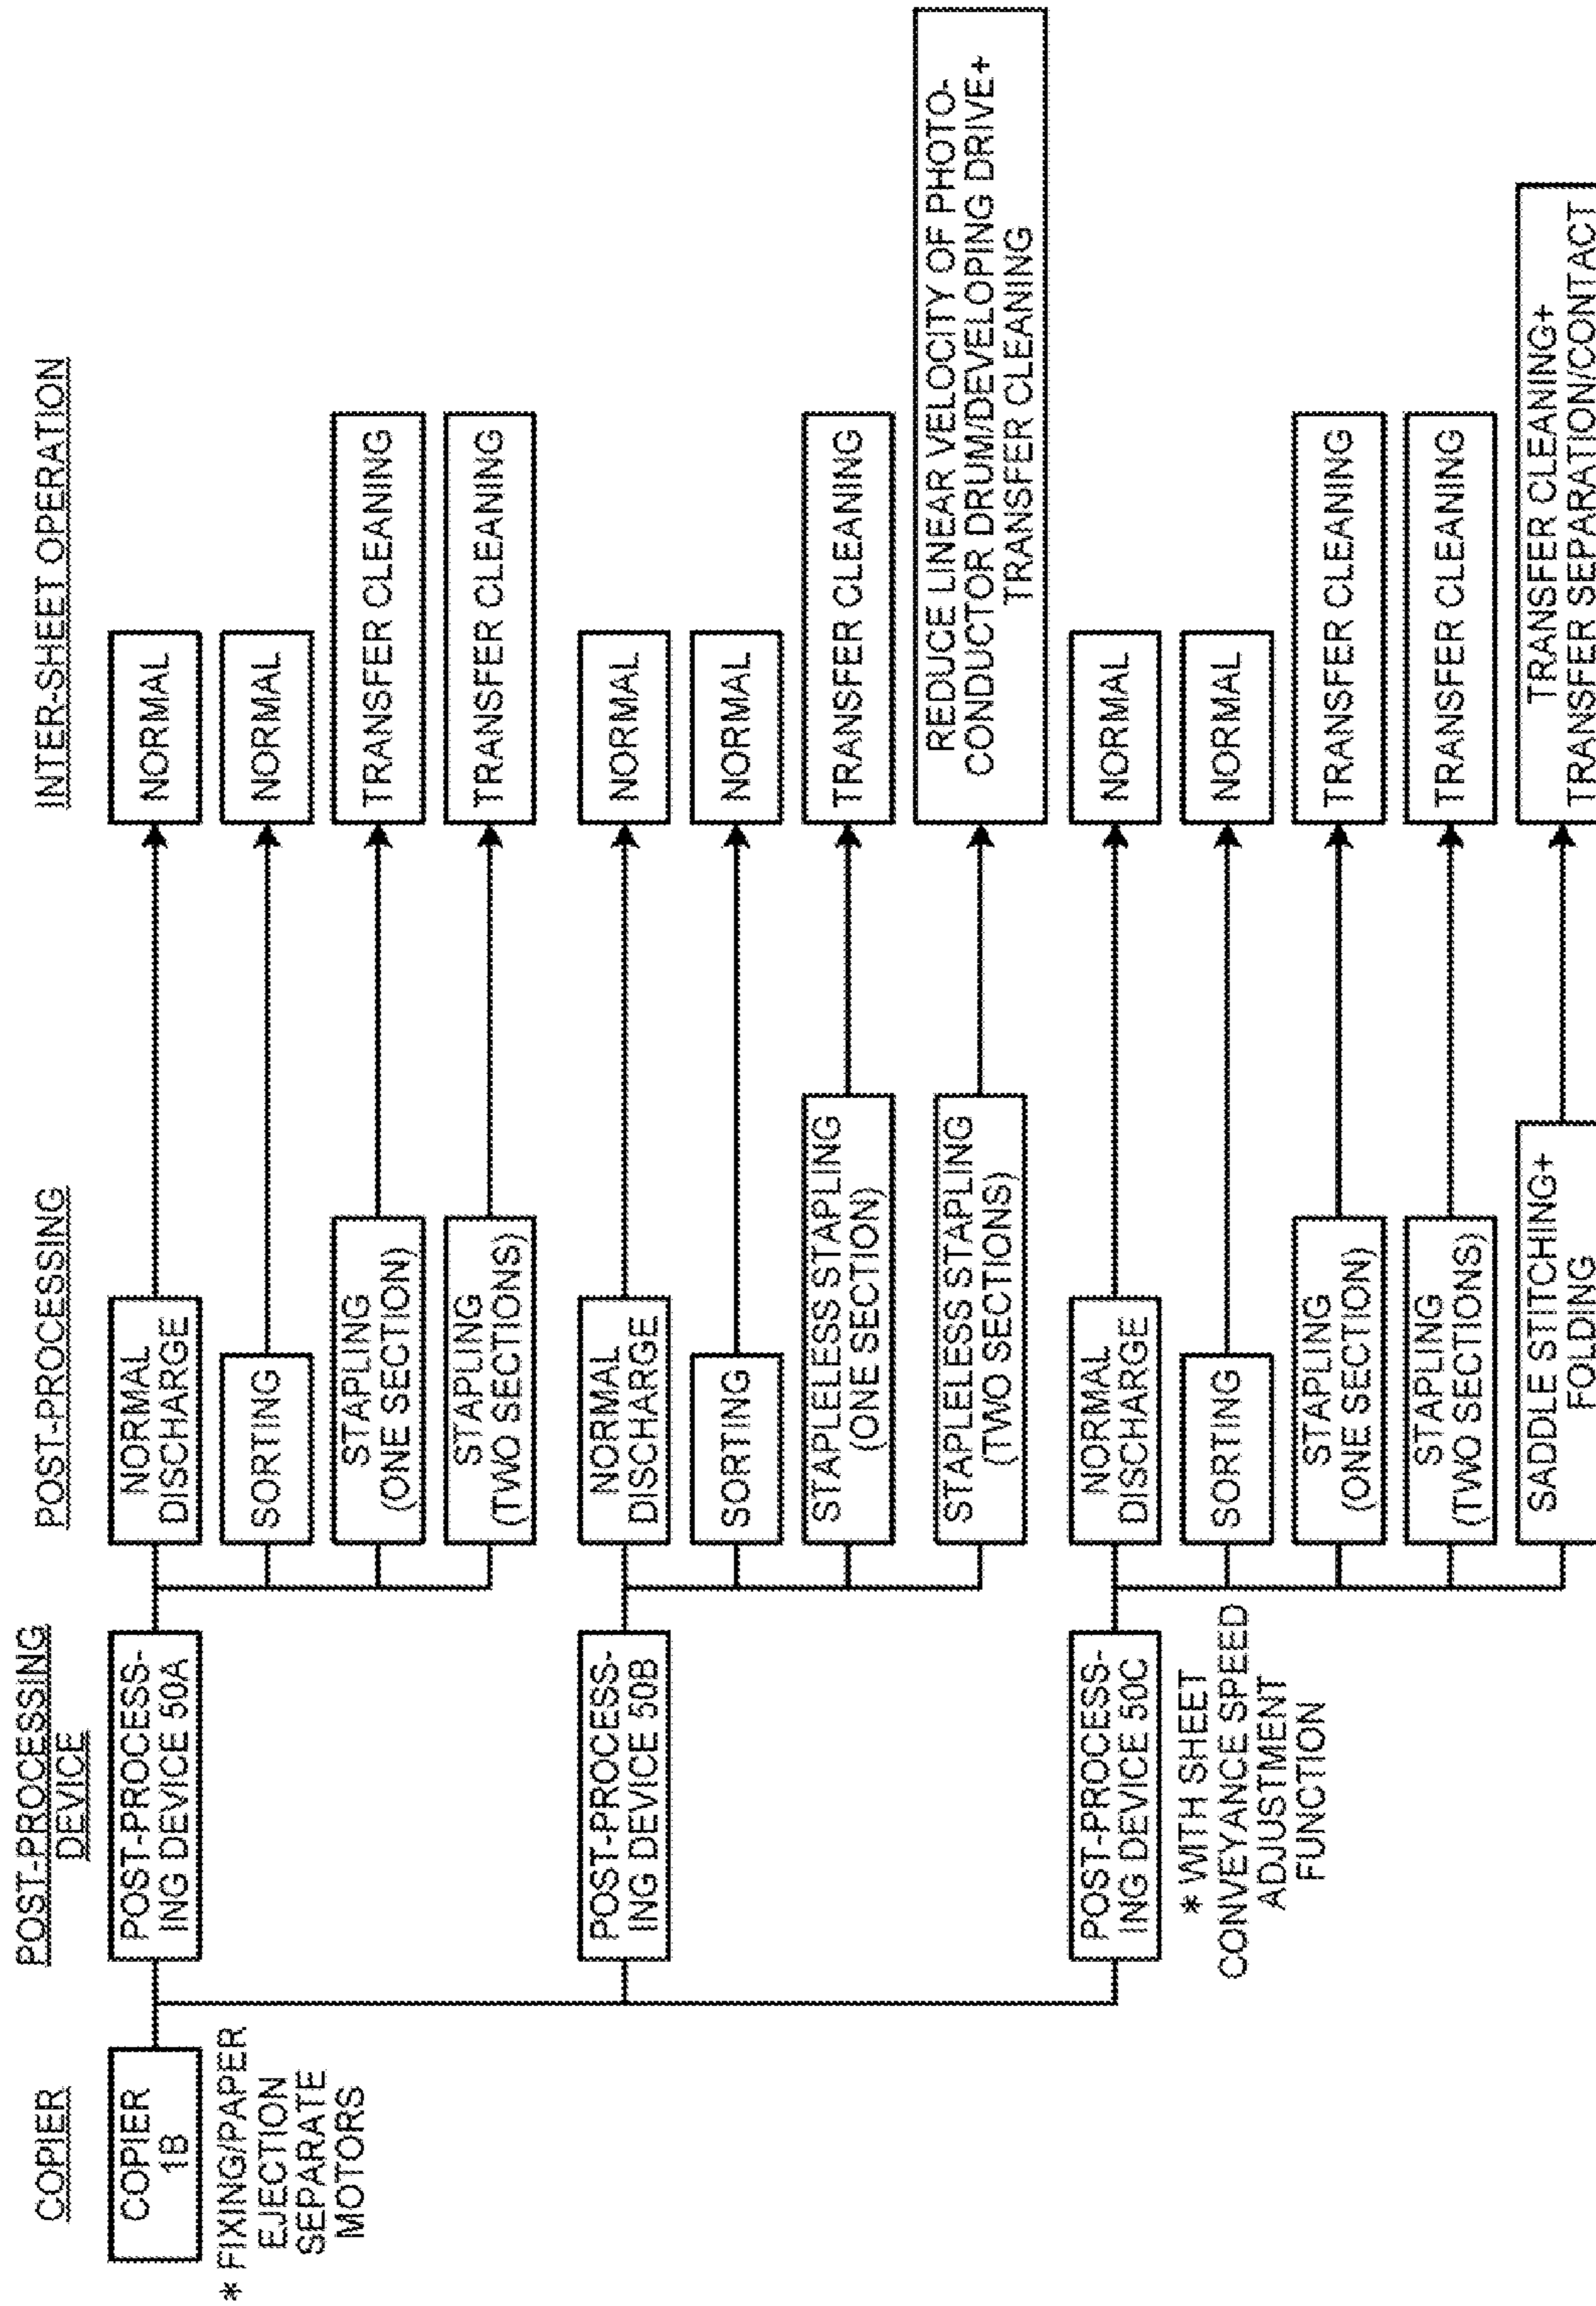 COPIER
POST-PROCESSING
DEVICE
POST-PROCESSING
INTER-SHEET OPERATION
COPIER
1B
* FIXING/PAPER
EJECTION
SEPARATE
MOTORS
POST-PROCESS-
ING DEVICE 50A
NORMAL
DISCHARGE
NORMAL
SORTING
NORMAL
STAPLING
(ONE SECTION)
TRANSFER CLEANING
STAPLING
(TWO SECTIONS)
TRANSFER CLEANING
POST-PROCESS-
ING DEVICE 50B
NORMAL
DISCHARGE
NORMAL
SORTING
NORMAL
STAPLELESS STAPLING
(ONE SECTION)
TRANSFER CLEANING
STAPLELESS STAPLING
(TWO SECTIONS)
REDUCE LINEAR VELOCITY OF PHOTO-
CONDUCTOR DRUM/DEVELOPING DRIVE+
TRANSFER CLEANING
POST-PROCESS-
ING DEVICE 50C
* WITH SHEET
CONVEYANCE SPEED
ADJUSTMENT
FUNCTION
NORMAL
DISCHARGE
NORMAL
SORTING
NORMAL
STAPLING
(ONE SECTION)
TRANSFER CLEANING
STAPLING
(TWO SECTIONS)
TRANSFER CLEANING
SADDLE STITCHING+
FOLDING
TRANSFER CLEANING+
TRANSFER SEPARATION/CONTACT